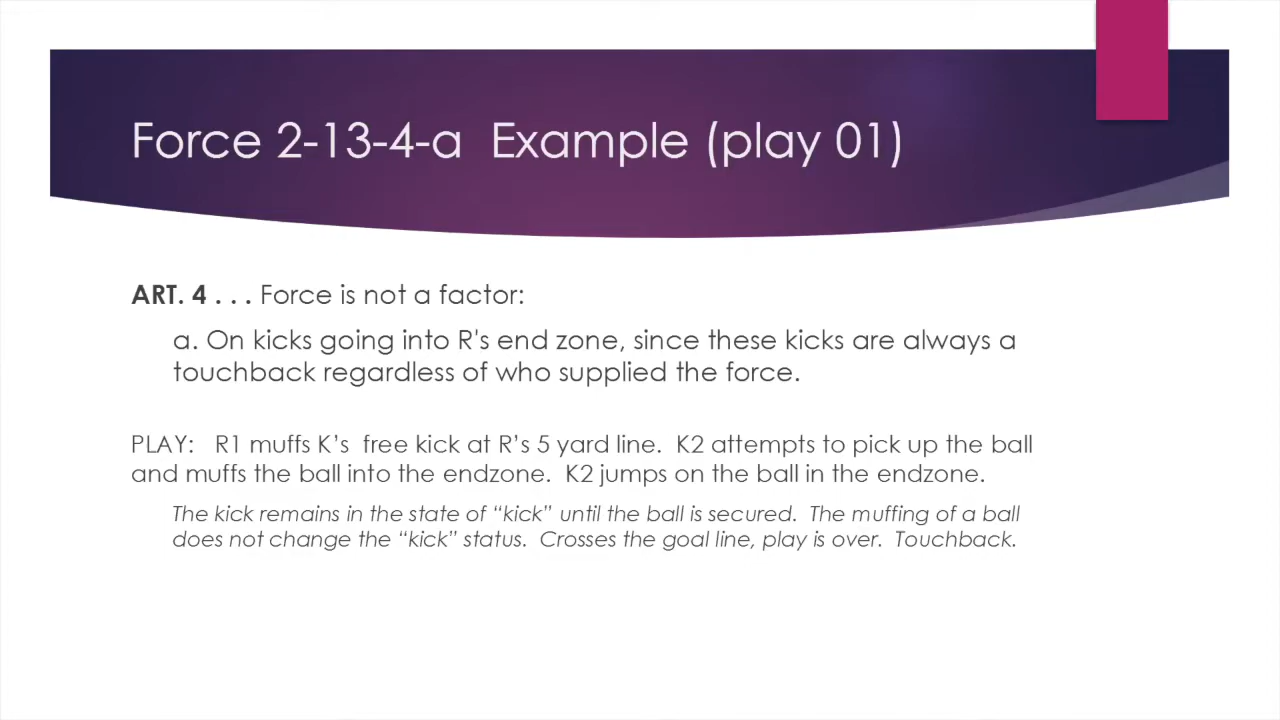 Force 2-13-4-a  Example (play 01)
ART. 4 . . . Force is not a factor:
a. On kicks going into R's end zone, since these kicks are always a
touchback regardless of who supplied the force.
PLAY:   R1 muffs K’s  free kick at R’s 5 yard line.  K2 attempts to pick up the ball
and muffs the ball into the endzone.  K2 jumps on the ball in the endzone.
The kick remains in the state of “kick” until the ball is secured.  The muffing of a ball
does not change the “kick” status.  Crosses the goal line, play is over.  Touchback.